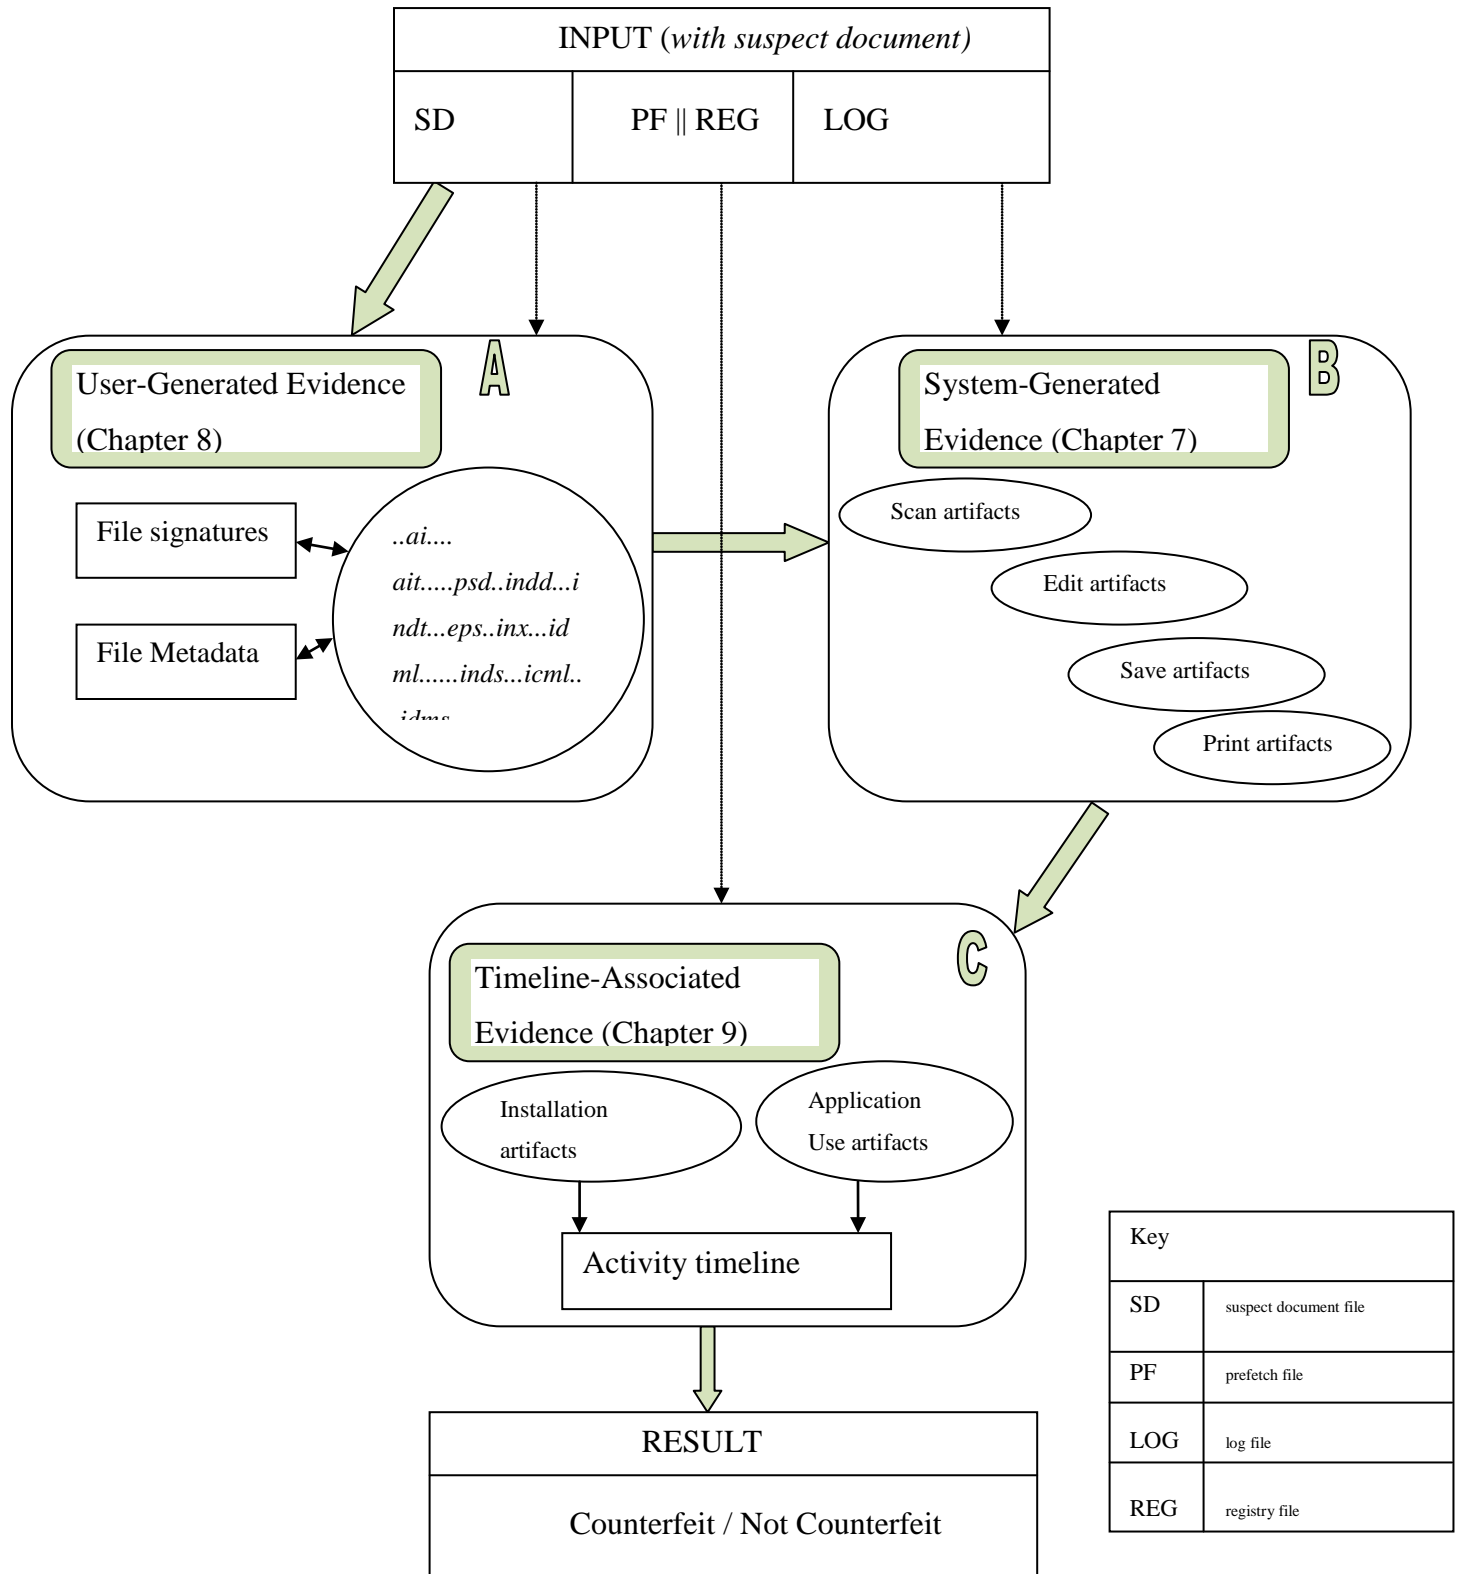 INPUT (with suspect document)
SD
PF || REG
LOG
A
User-Generated Evidence
(Chapter 8)
File signatures
File Metadata
..ai....
ait.....psd..indd...i
ndt...eps..inx...id
ml......inds...icml..
.idms
B
System-Generated
Evidence (Chapter 7)
Scan artifacts
Edit artifacts
Save artifacts
Print artifacts
C
Timeline-Associated
Evidence (Chapter 9)
Installation
artifacts
Application
Use artifacts
Activity timeline
RESULT
Counterfeit / Not Counterfeit
Key
SD suspect document file
PF prefetch file
LOG log file
REG registry file